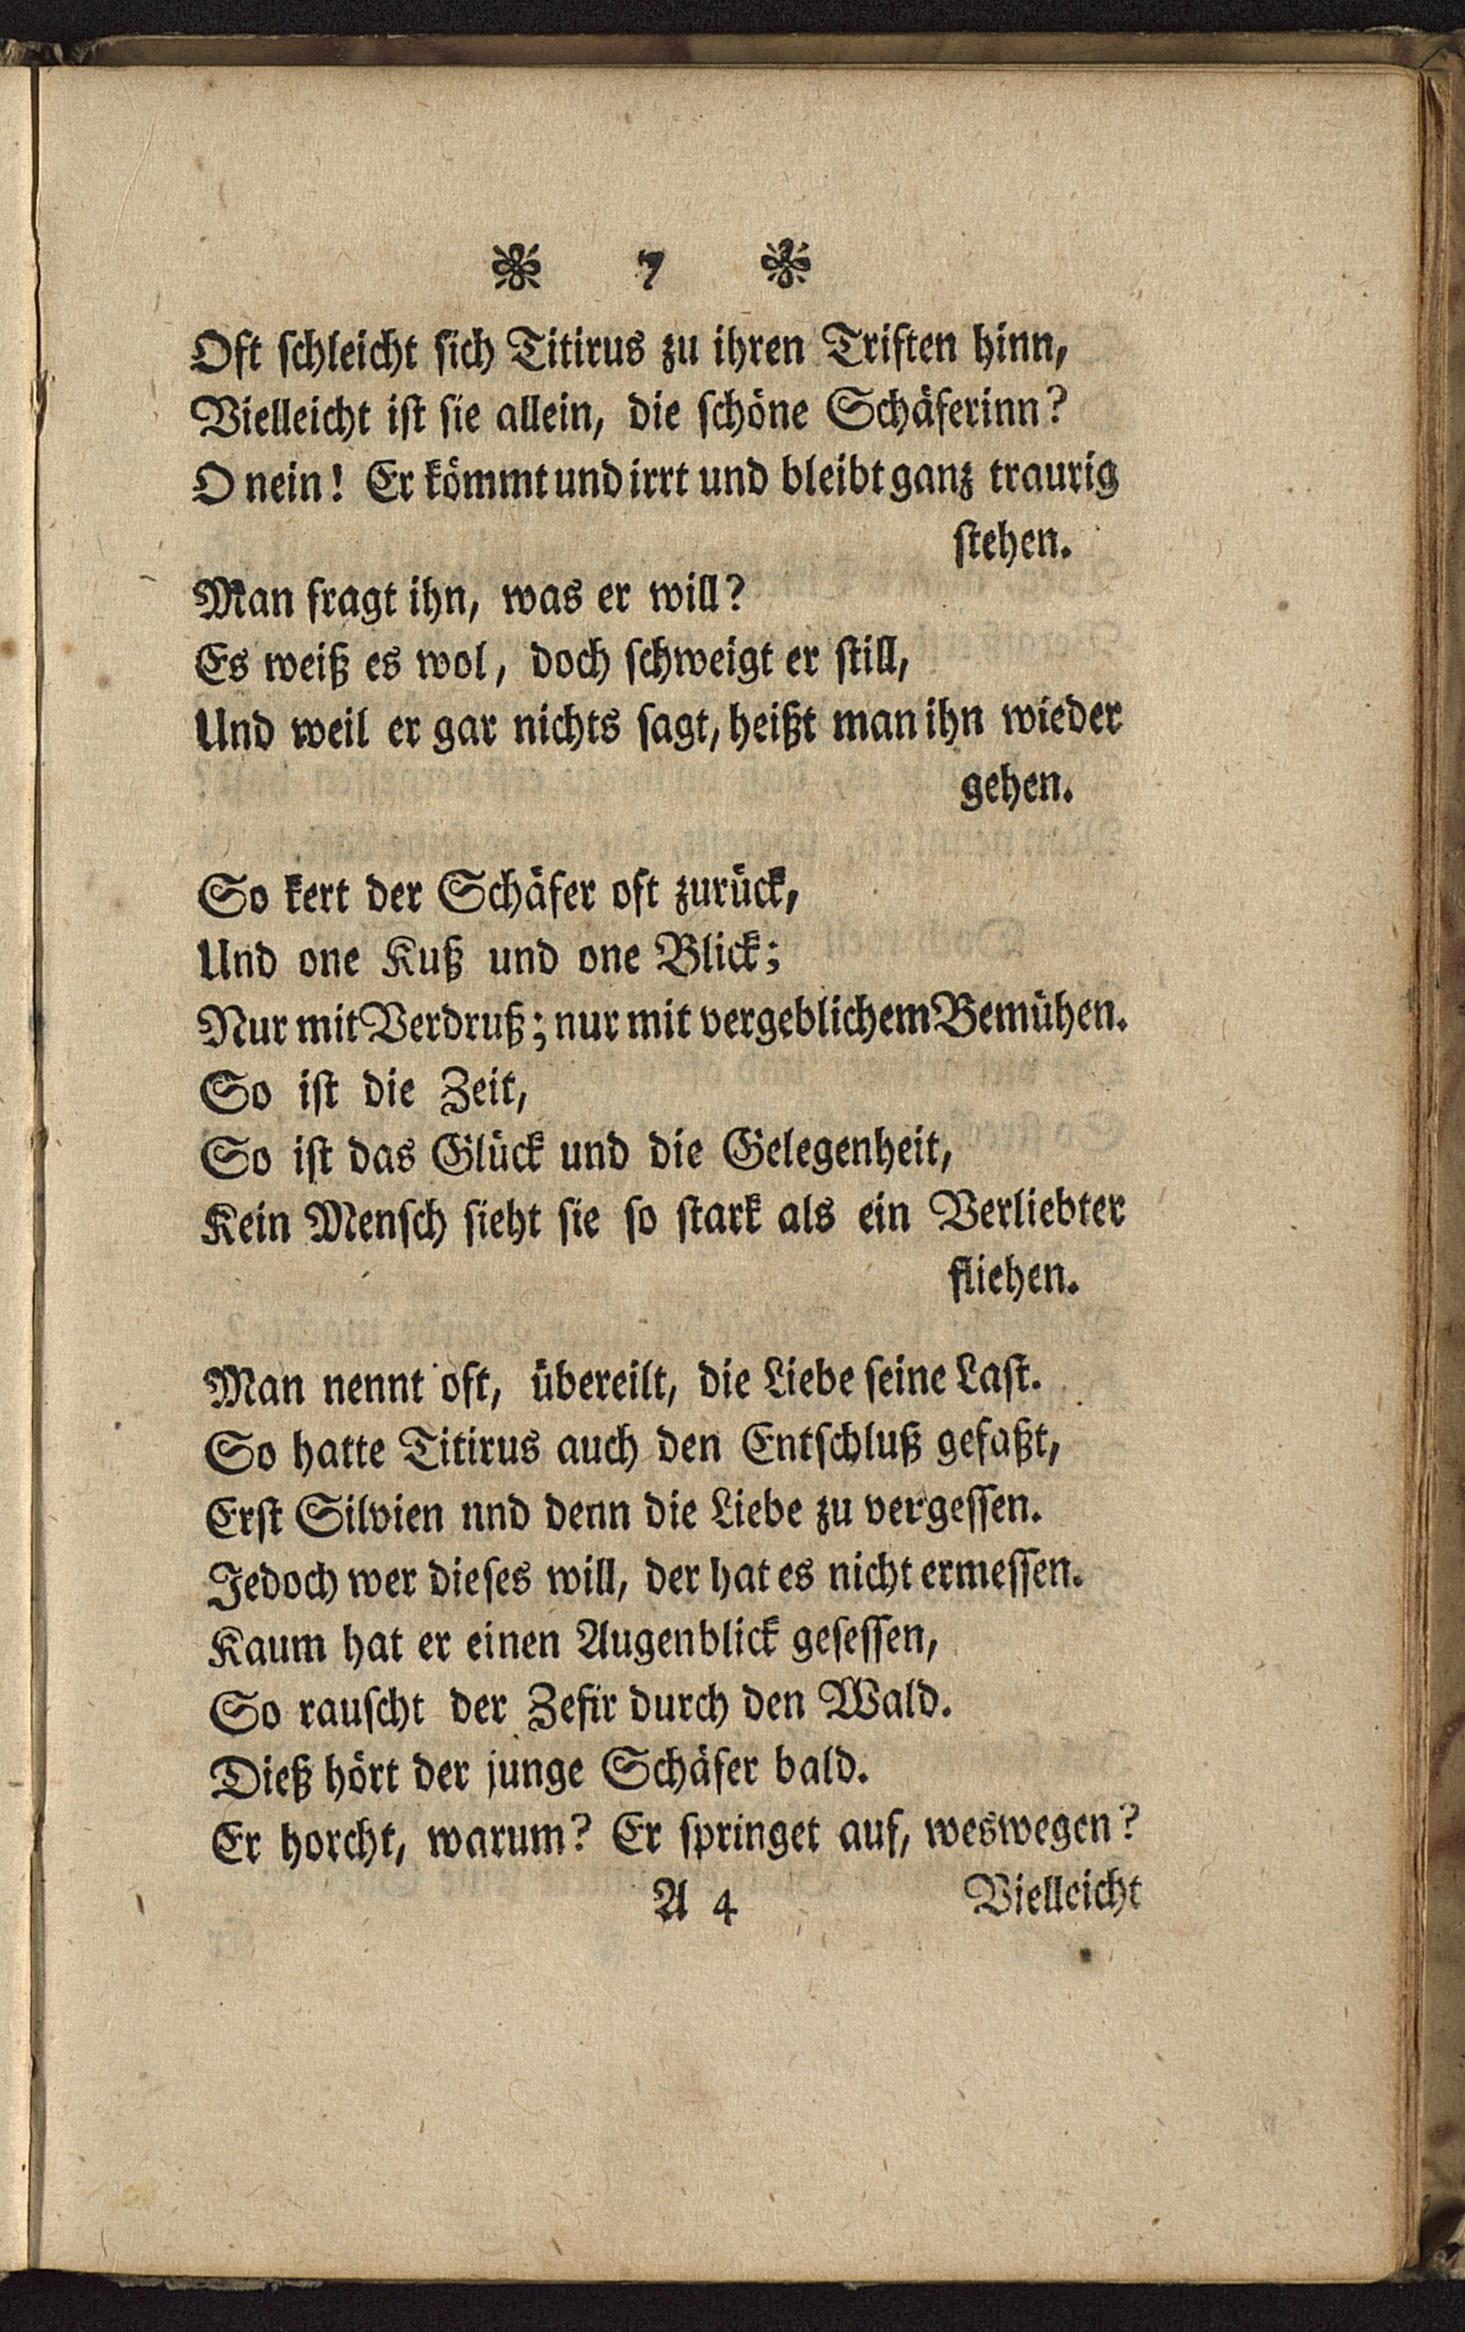 ❋ 7 ❋
Oft ſchleicht ſich Titirus zu ihren Triften hinn,
Vielleicht iſt ſie allein, die ſchöne Schäferinn?
O nein! Er kömmt und irrt und bleibt ganz traurig
ſtehen.
Man fragt ihn, was er will?
Es weiß es wol, doch ſchweigt er ſtill,
Und weil er gar nichts ſagt, heißt man ihn wieder
gehen.
So kert der Schäfer oft zurück,
Und one Kuß und one Blick;
Nur mit Verdruß; nur mit vergeblichem Bemühen.
So iſt die Zeit,
So iſt das Glück und die Gelegenheit,
Kein Menſch ſieht ſie ſo ſtark als ein Verliebter
fliehen.
Man nennt oft, übereilt, die Liebe ſeine Laſt.
So hatte Titirus auch den Entſchluß gefaßt,
Erſt Silvien nnd denn die Liebe zu vergeſſen.
Jedoch wer dieſes will, der hat es nicht ermeſſen.
Kaum hat er einen Augenblick geſeſſen,
So rauſcht der Zefir durch den Wald.
Dieß hört der junge Schäfer bald.
Er horcht, warum? Er ſpringet auf, weswegen?
A 4 Vielleicht